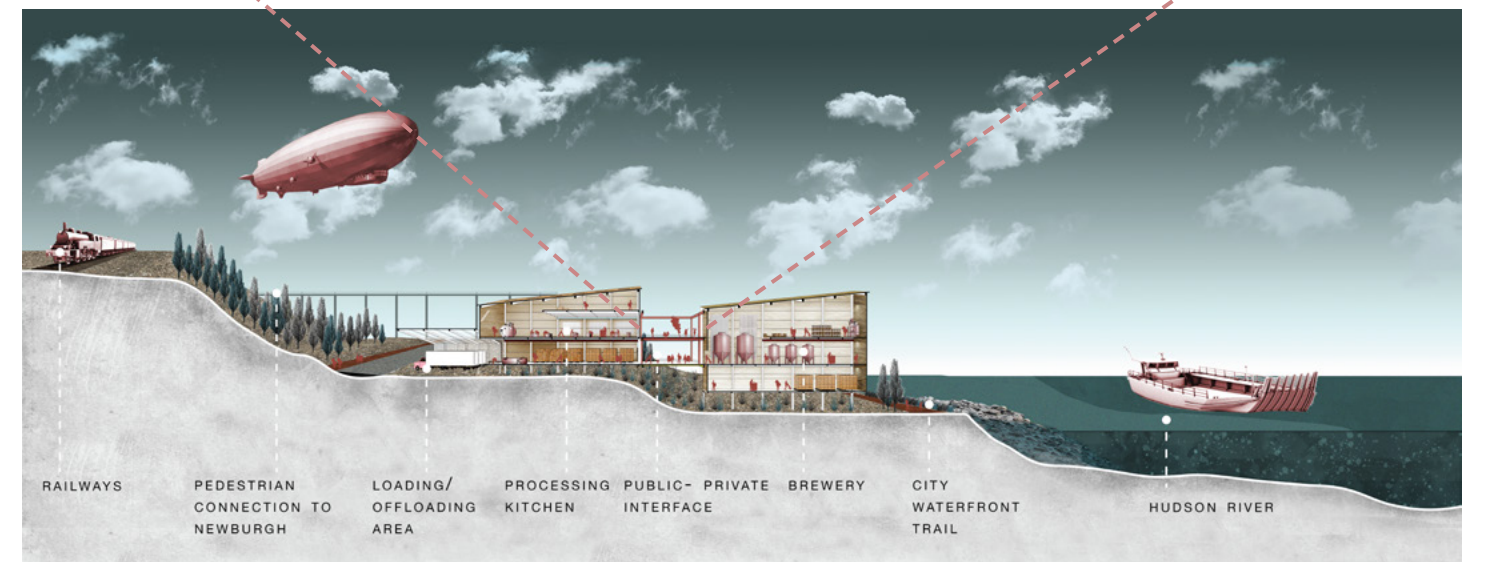 RAILWAYS
PEDESTRIAN
CONNECTION TO
NEWBURGH
LOADING/
OFFLOADING
AREA
PROCESSING
KITCHEN
PUBLIC- PRIVATE
INTERFACE
BREWERY
CITY
WATERFRONT
TRAIL
HUDSON RIVER